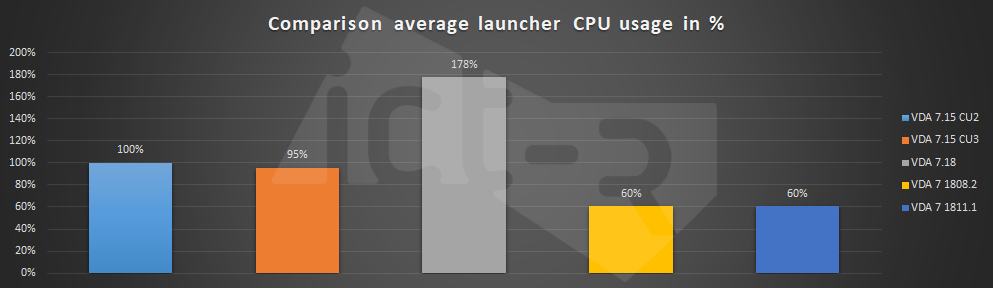 Comparison average launcher CPU usage in %
200%
180%
160%
140%
120%
100%
80%
60%
40%
20%
0%
100%
95%
178%
60%
60%
VDA 7.15 CU2
VDA 7.15 CU3
VDA 7.18
VDA 7 1808.2
VDA 7 1811.1